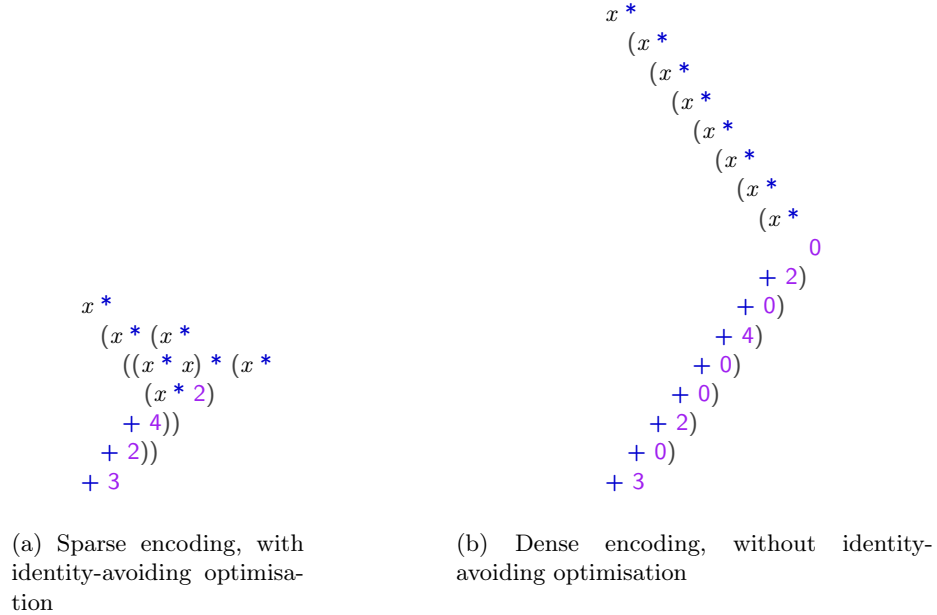 x *
(x * (x *
((x * x) * (x *
(x * 2)
+ 4))
+ 2))
+ 3
(a) Sparse encoding, with
identity-avoiding optimisa-
tion
x *
(x *
(x *
(x *
(x *
(x *
(x *
(x *
0
+ 2)
+ 0)
+ 4)
+ 0)
+ 0)
+ 2)
+ 0)
+ 3
(b) Dense encoding, without identity-
avoiding optimisation